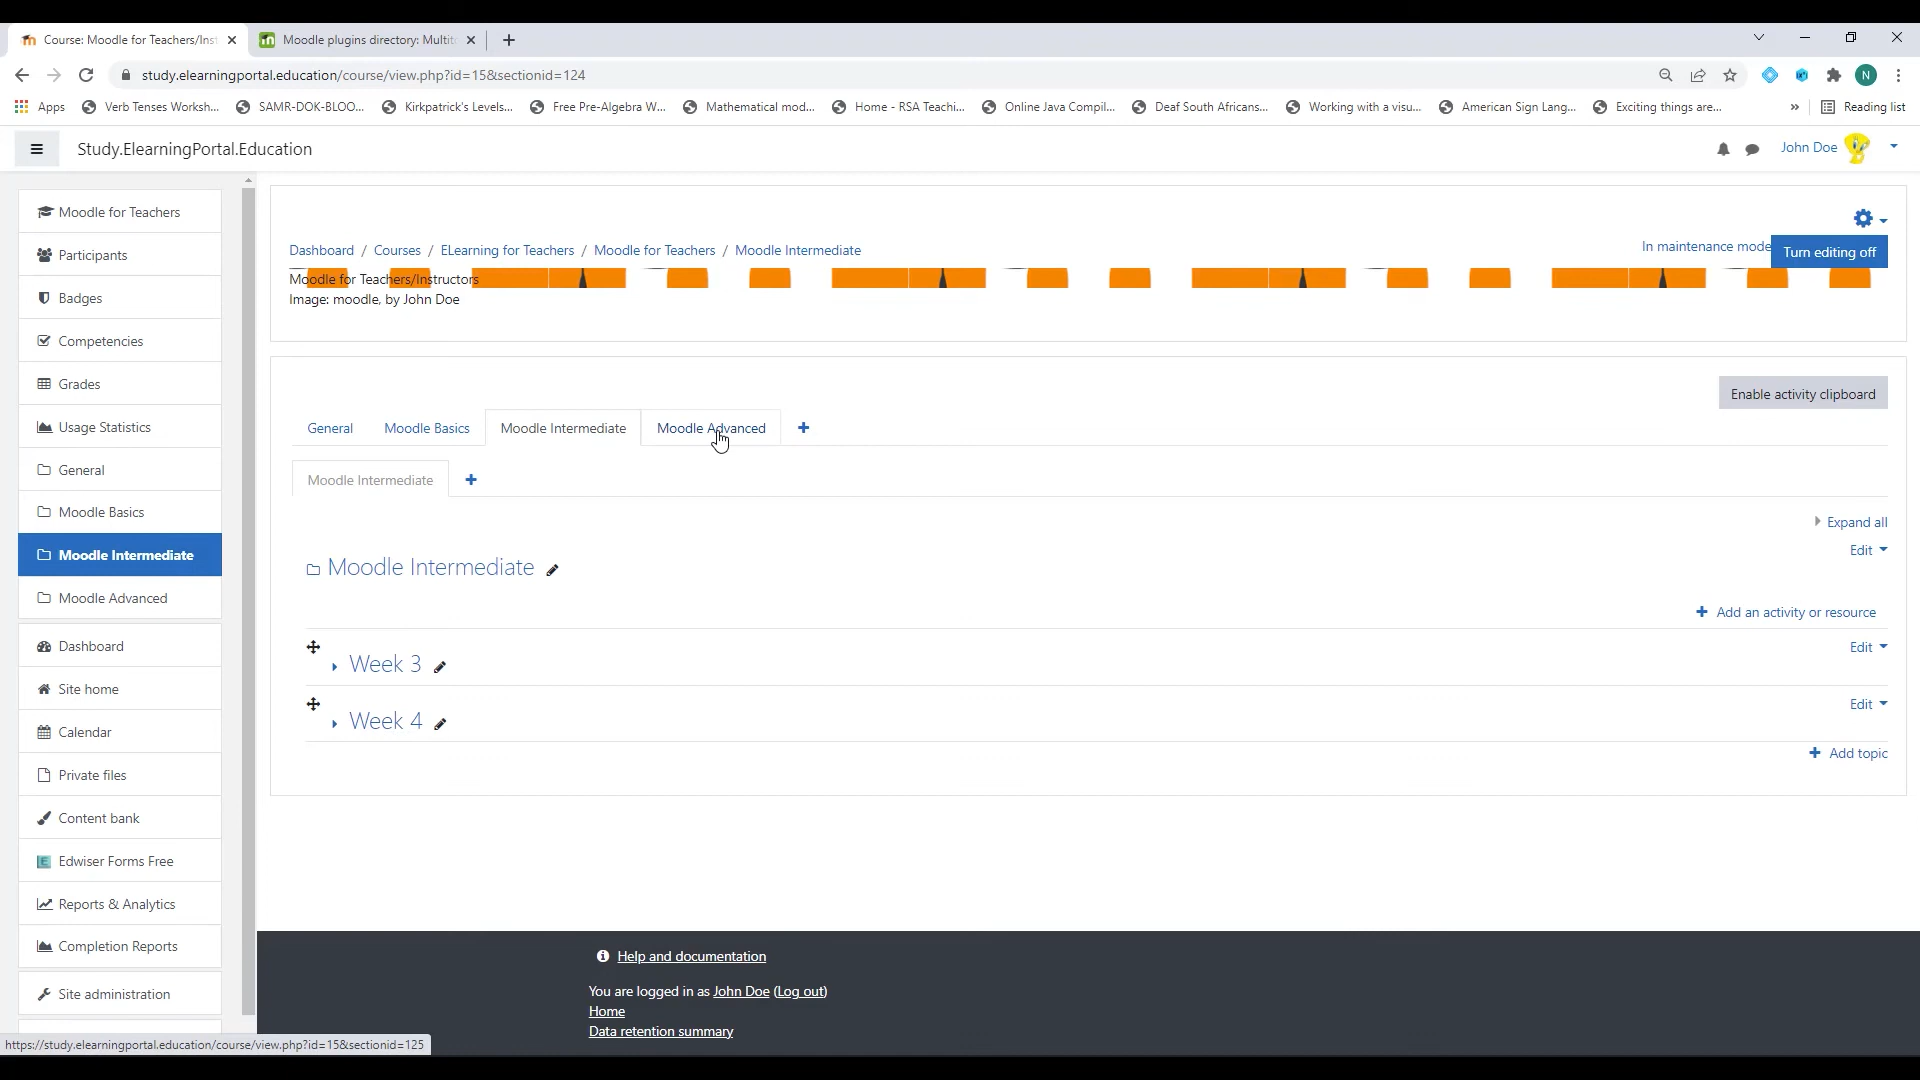 Course: Moodle for Teachers/Inst
Moodle plugins directory: Multit
study.elearningportal.education/course/view.php?id=15&sectionid=124
N
Apps
Verb Tenses Worksh...
SAMR-DOK-BLOO...
Kirkpatrick's Levels...
Free Pre-Algebra W...
Mathematical mod...
Home - RSA Teachi...
Online Java Compil...
Deaf South Africans...
Working with a visu...
American Sign Lang...
Exciting things are...
»
Reading list
Study.ElearningPortal.Education
John Doe
Moodle for Teachers
Participants
Badges
Competencies
Grades
Usage Statistics
General
Moodle Basics
Moodle Intermediate
Moodle Advanced
Dashboard
Site home
Calendar
Private files
Content bank
Edwiser Forms Free
Reports & Analytics
Completion Reports
Site administration
Dashboard / Courses / ELearning for Teachers / Moodle for Teachers / Moodle Intermediate
In maintenance mode
Turn editing off
Moodle for Teachers/Instructors
Image: moodle, by John Doe
Enable activity clipboard
General
Moodle Basics
Moodle Intermediate
Moodle Advanced
Moodle Intermediate
Expand all
Edit
Moodle Intermediate
Add an activity or resource
Week 3
Edit
Week 4
Edit
Add topic
Help and documentation
You are logged in as John Doe (Log out)
Home
Data retention summary
https://study.elearningportal.education/course/view.php?id=15&sectionid=125